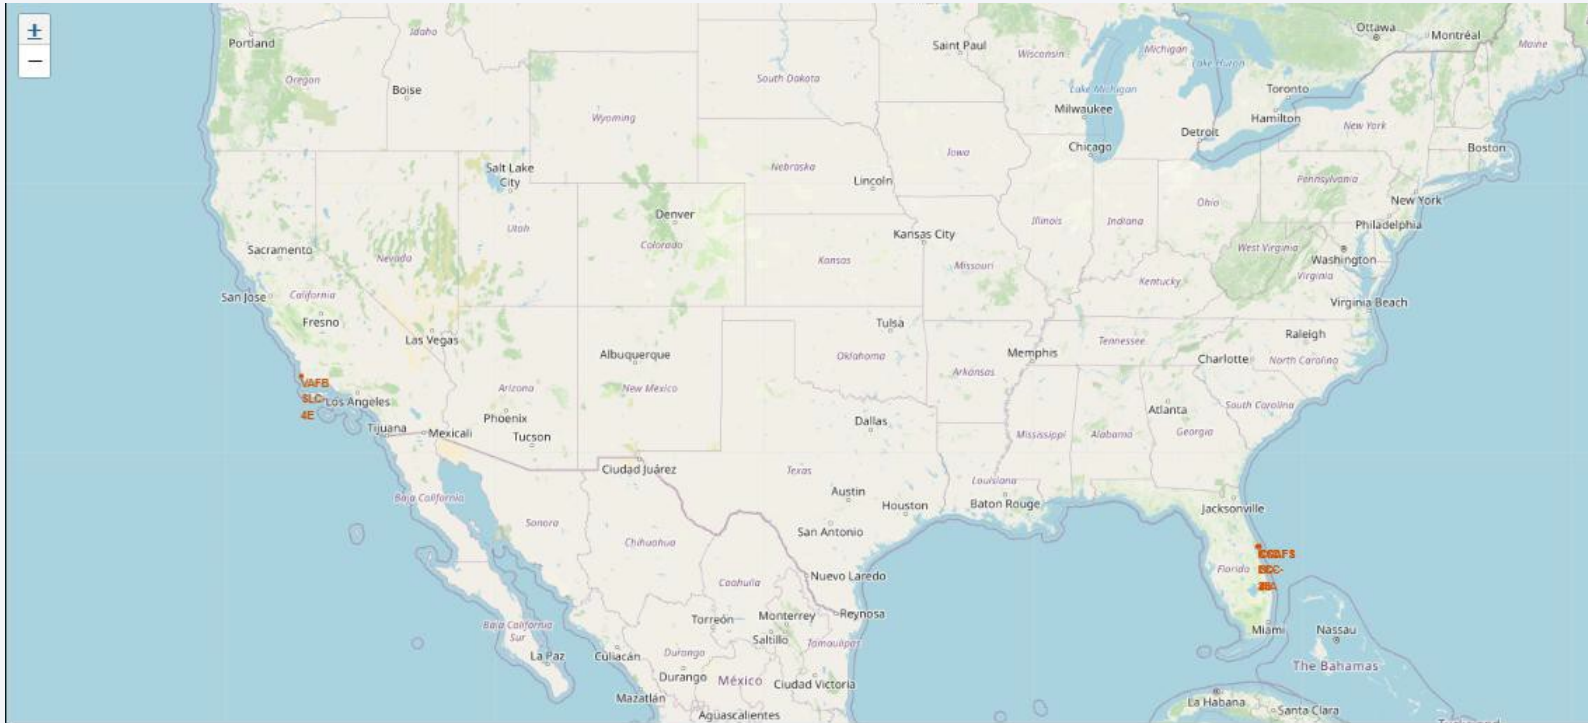 +
−
Portland
Idaho
Oregon
Boise
Wyoming
South Dakota
Saint Paul
Wisconsin
Michigan
Lake Huron
Ottawa
Montréal
Maine
Lake Michigan
Milwaukee
Toronto
Hamilton
Detroit
New York
Chicago
Boston
Salt Lake
City
Nebraska
Iowa
Lincoln
Pennsylvania
New York
Ohio
Illinois
Indiana
Philadelphia
Denver
Utah
Colorado
Kansas City
Kansas
Missouri
West Virginia
Washington
Virginia
Sacramento
Nevada
Kentucky
San Jose
California
Virginia Beach
Fresno
Tulsa
Las Vegas
Raleigh
Tennessee
Albuquerque
Oklahoma
Memphis
Charlotte
North Carolina
VAFB
SLC-
4E
Los Angeles
Arizona
New Mexico
Arkansas
Phoenix
Dallas
Atlanta
South Carolina
Tijuana
Mexicali
Tucson
Mississippi
Alabama
Georgia
Ciudad Juárez
Texas
Louisiana
Baja California
Austin
Houston
Baton Rouge
Jacksonville
Sonora
San Antonio
Chihuahua
Florida
Coahuila
Nuevo Laredo
Torreón
Monterrey
Reynosa
Baja California
Sur
Saltillo
Tamaulipas
Miami
Nassau
La Paz
Culiacán
Durango
The Bahamas
Durango
México
Ciudad Victoria
Mazatlán
La Habana
Santa Clara
Aguascalientes